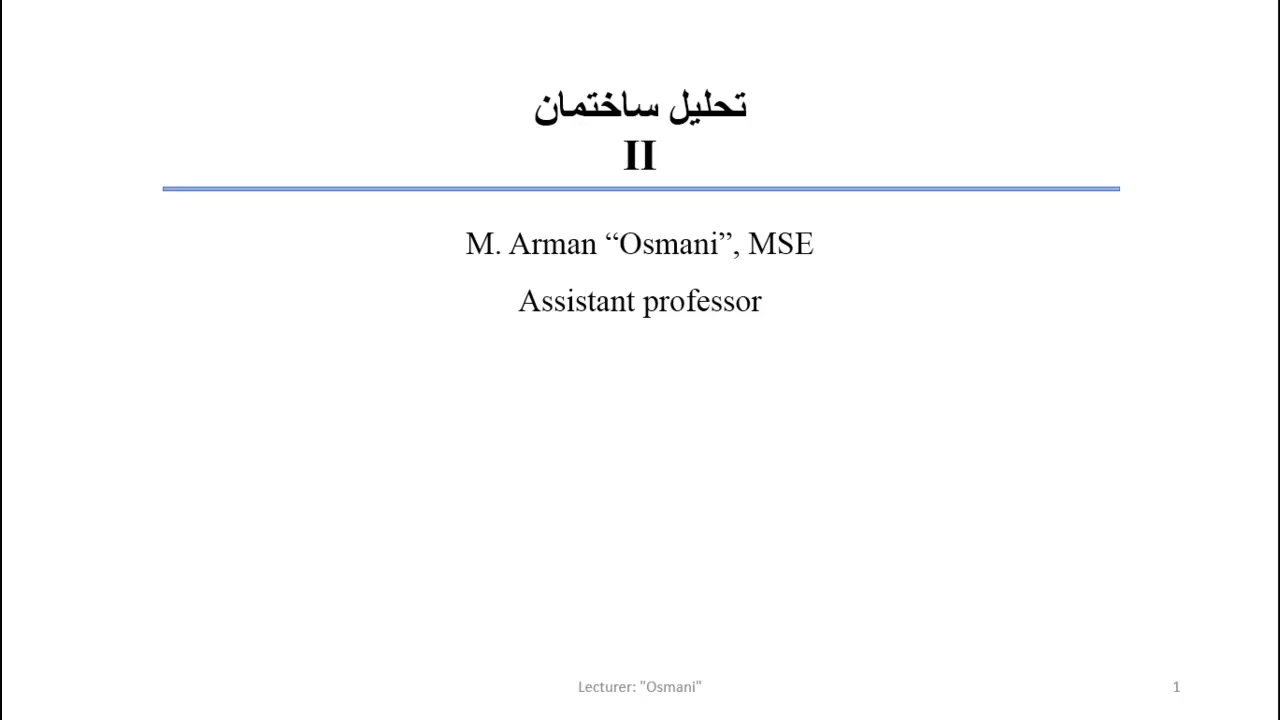 تحلیل ساختمان
II
M. Arman “Osmani”, MSE
Assistant professor
Lecturer: "Osmani"
1